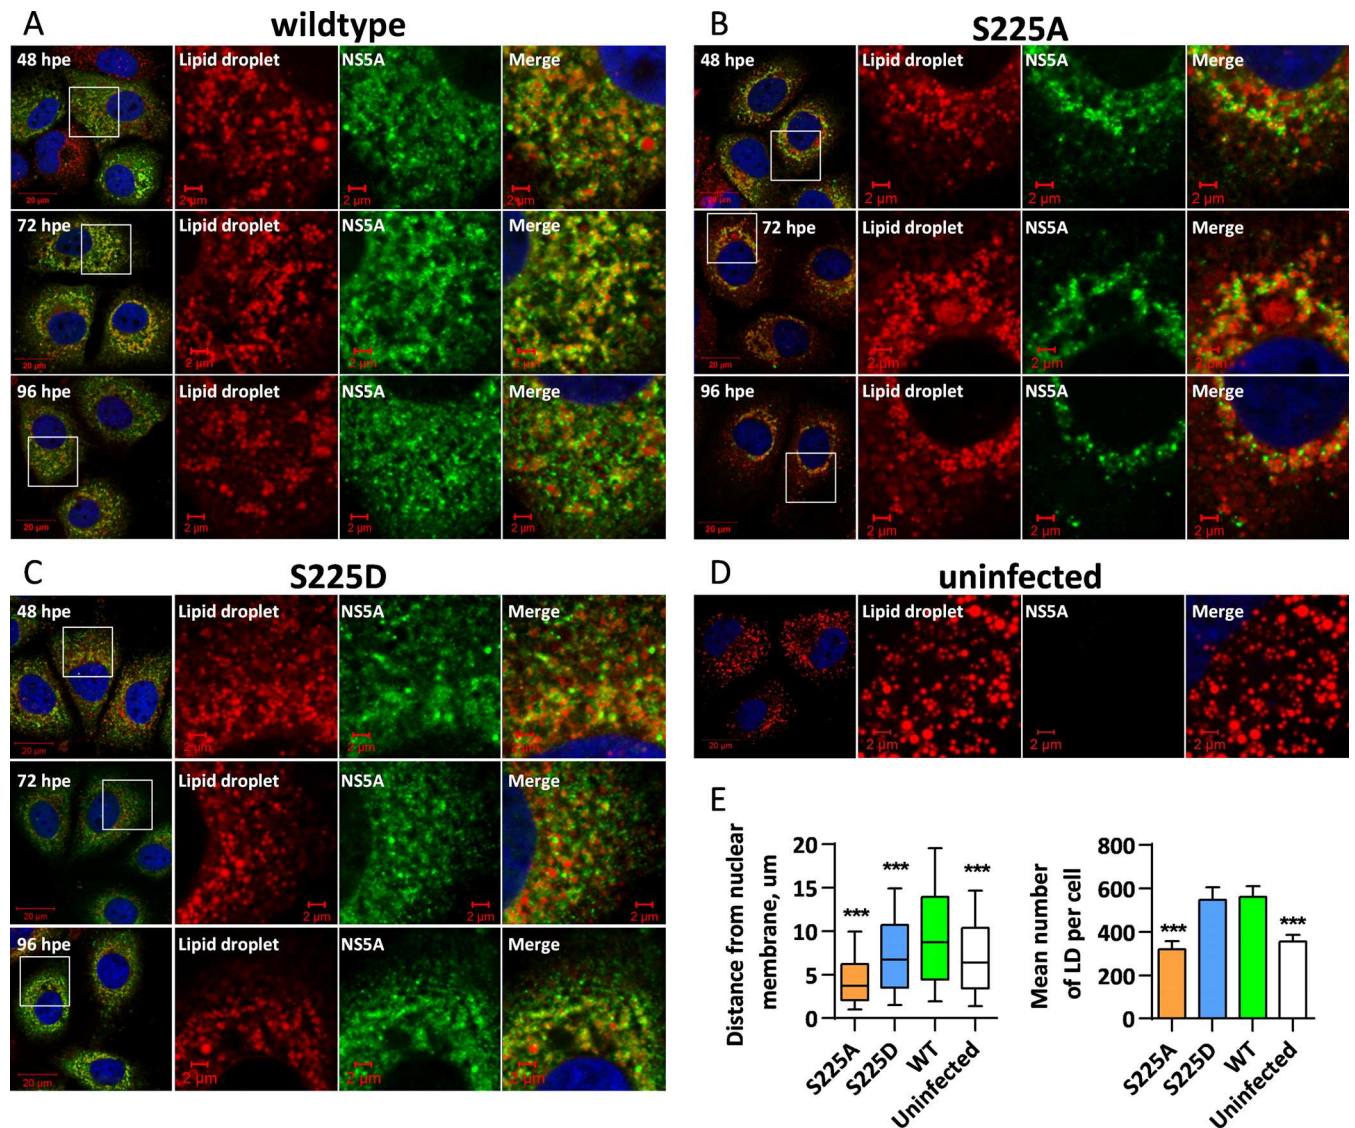 A
wildtype
48 hpe
Lipid droplet
NS5A
Merge
20 μm
2 μm
2 μm
2 μm
72 hpe
Lipid droplet
NS5A
Merge
20 μm
2 μm
2 μm
2 μm
96 hpe
Lipid droplet
NS5A
Merge
20 μm
2 μm
2 μm
2 μm
B
S225A
48 hpe
Lipid droplet
NS5A
Merge
20 μm
2 μm
2 μm
2 μm
72 hpe
Lipid droplet
NS5A
Merge
20 μm
2 μm
2 μm
2 μm
96 hpe
Lipid droplet
NS5A
Merge
20 μm
2 μm
2 μm
2 μm
C
S225D
48 hpe
Lipid droplet
NS5A
Merge
20 μm
2 μm
2 μm
2 μm
72 hpe
Lipid droplet
NS5A
Merge
20 μm
2 μm
2 μm
2 μm
96 hpe
Lipid droplet
NS5A
Merge
20 μm
2 μm
2 μm
2 μm
D
uninfected
Lipid droplet
NS5A
Merge
20 μm
2 μm
2 μm
2 μm
E
Distance from nuclear
membrane, um
20
15
10
5
0
***
***
***
S225A
S225D
WT
Uninfected
Mean number
of LD per cell
800
600
400
200
0
***
***
S225A
S225D
WT
Uninfected